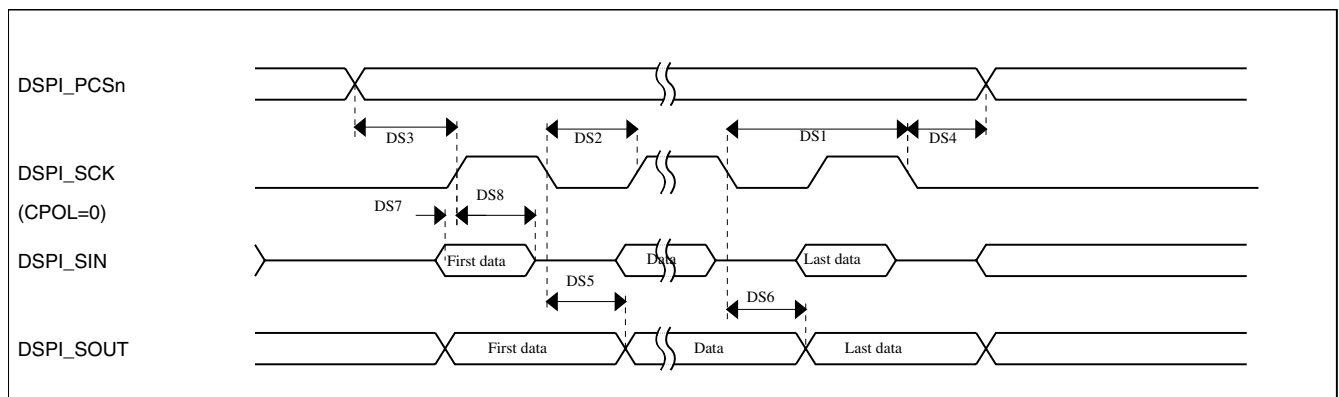 DSPI_PCSn
DS3
DS2
DS1
DS4
DSPI_SCK
(CPOL=0)
DS7
DS8
DSPI_SIN
First data
Data
Last data
DS5
DS6
DSPI_SOUT
First data
Data
Last data